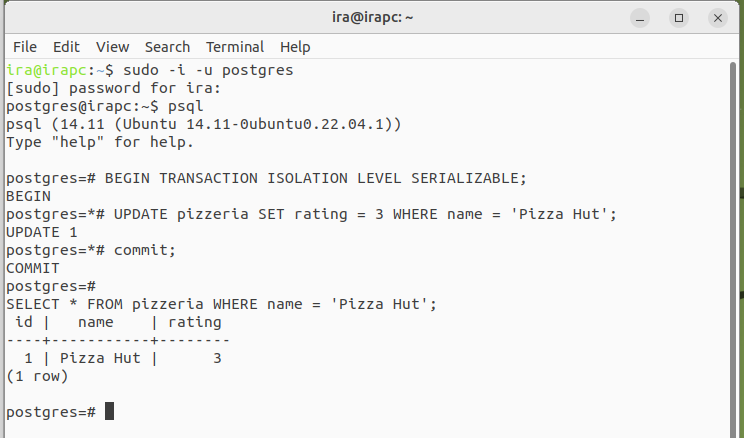 ira@irapc: ~
File Edit View Search Terminal Help
ira@irapc:~$ sudo -i -u postgres
[sudo] password for ira:
postgres@irapc:~$ psql
psql (14.11 (Ubuntu 14.11-0ubuntu0.22.04.1))
Type "help" for help.
postgres=# BEGIN TRANSACTION ISOLATION LEVEL SERIALIZABLE;
BEGIN
postgres=*# UPDATE pizzeria SET rating = 3 WHERE name = 'Pizza Hut';
UPDATE 1
postgres=*# commit;
COMMIT
postgres=#
SELECT * FROM pizzeria WHERE name = 'Pizza Hut';
 id |   name    | rating
----+-----------+--------
  1 | Pizza Hut |      3
(1 row)
postgres=#